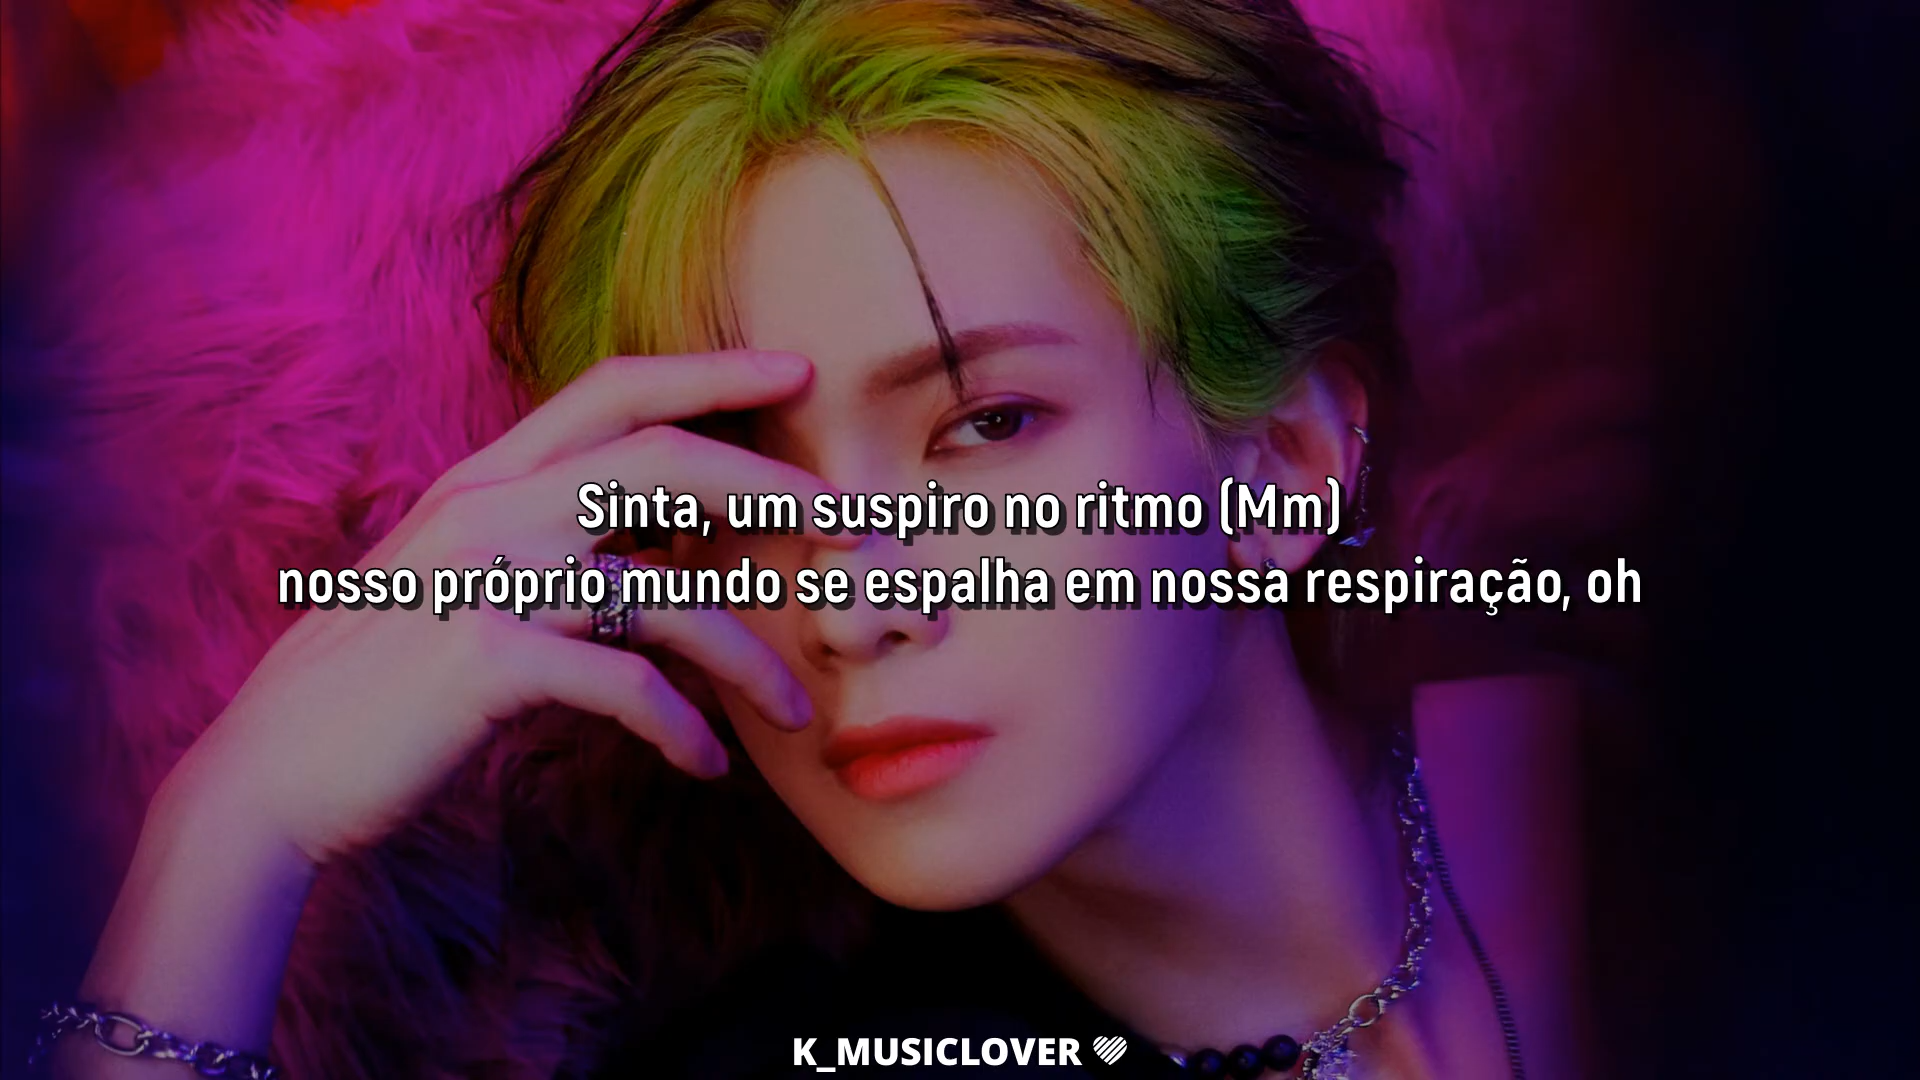 Sinta, um suspiro no ritmo (Mm)
nosso próprio mundo se espalha em nossa respiração, oh
K_MUSICLOVER